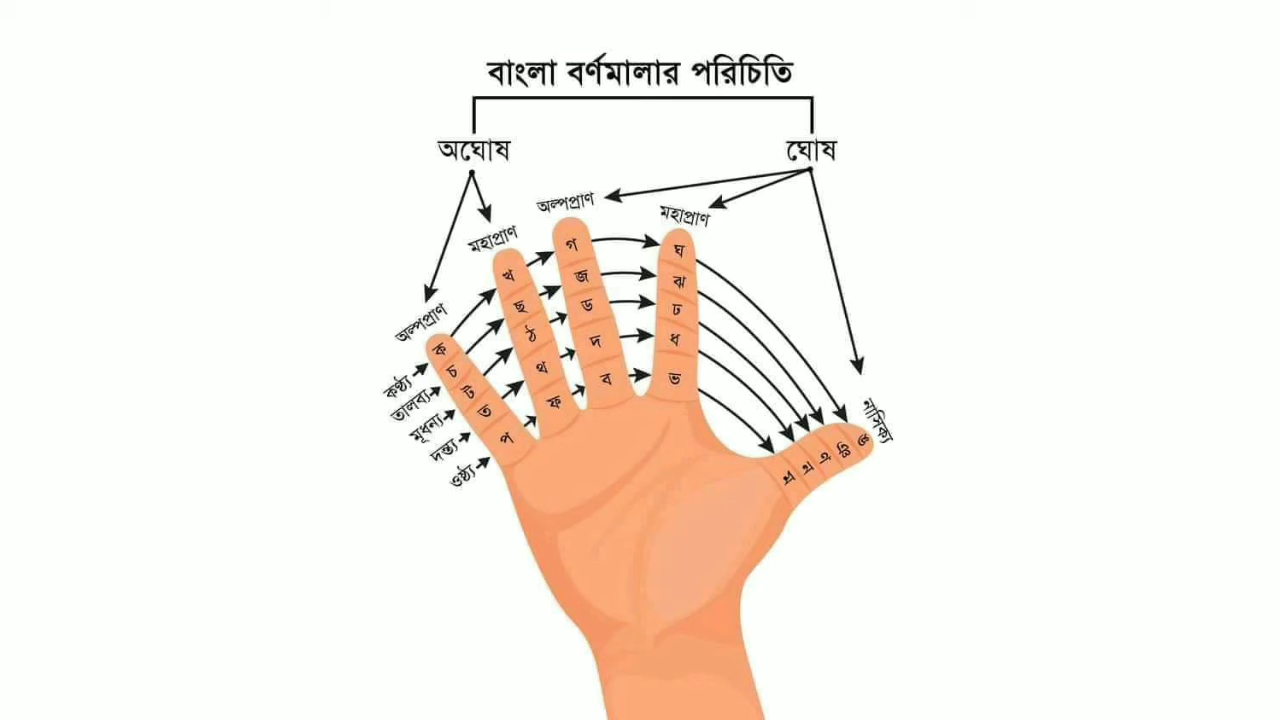 বাংলা বর্ণমালার পরিচিতি
অঘোষ
ঘোষ
অল্পপ্রাণ
মহাপ্রাণ
অল্পপ্রাণ
মহাপ্রাণ
নাসিক্য
কণ্ঠ্য ক খ গ ঘ ঙ
তালব্য চ ছ জ ঝ ঞ
মূর্ধন্য ট ঠ ড ঢ ণ
দন্ত্য ত থ দ ধ ন
ওষ্ঠ্য প ফ ব ভ ম